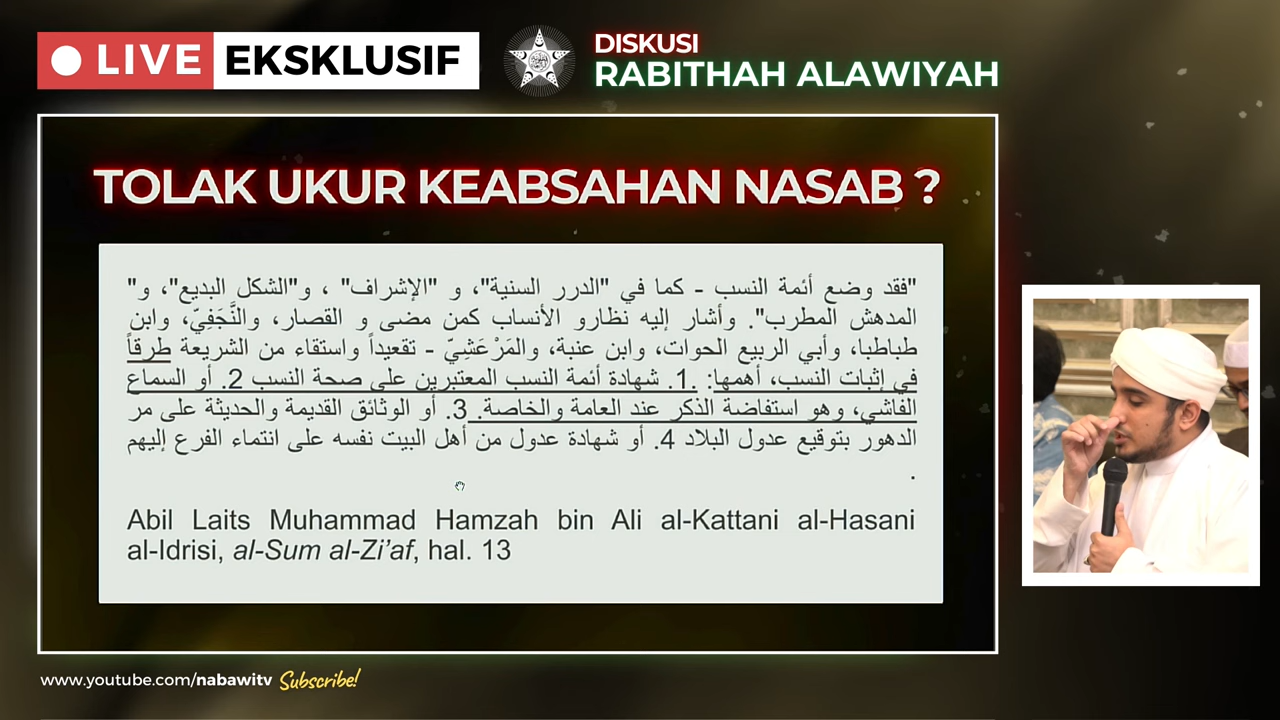 LIVE EKSKLUSIF
DISKUSI
RABITHAH ALAWIYAH
TOLAK UKUR KEABSAHAN NASAB ?
"فقد وضع أئمة النسب - كما في "الدرر السنية"، و "الإشراف" ، و"الشكل البديع"، و"
المدهش المطرب". وأشار إليه نظارو الأنساب كمن مضى و القصار، والنَّجَفِيّ، وابن
طباطبا، وأبي الربيع الحوات، وابن عنبة، والمَرْعَشِيّ - تقعيداً واستقاء من الشريعة طرقاً
في إثبات النسب، أهمها: .1. شهادة أئمة النسب المعتبرين على صحة النسب 2. أو السماع
الفاشي، وهو استفاضة الذكر عند العامة والخاصة. 3. أو الوثائق القديمة والحديثة على مر
الدهور بتوقيع عدول البلاد 4. أو شهادة عدول من أهل البيت نفسه على انتماء الفرع إليهم
.
Abil Laits Muhammad Hamzah bin Ali al-Kattani al-Hasani
al-Idrisi, al-Sum al-Zi’af, hal. 13
www.youtube.com/nabawitv Subscribe!